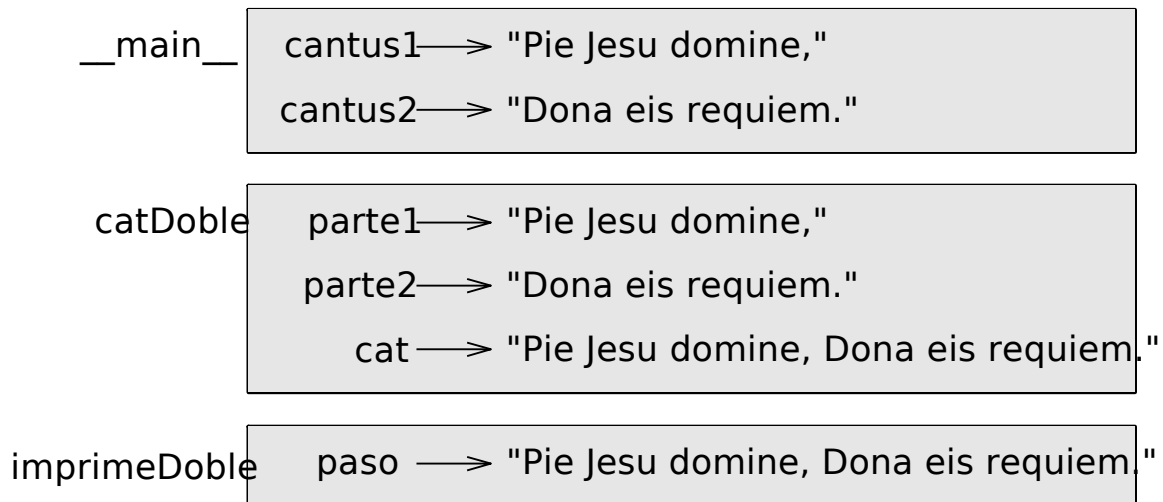 __main__ cantus1 "Pie Jesu domine,"
cantus2 "Dona eis requiem."
catDoble parte1 "Pie Jesu domine,"
parte2 "Dona eis requiem."
cat "Pie Jesu domine, Dona eis requiem."
imprimeDoble paso "Pie Jesu domine, Dona eis requiem."